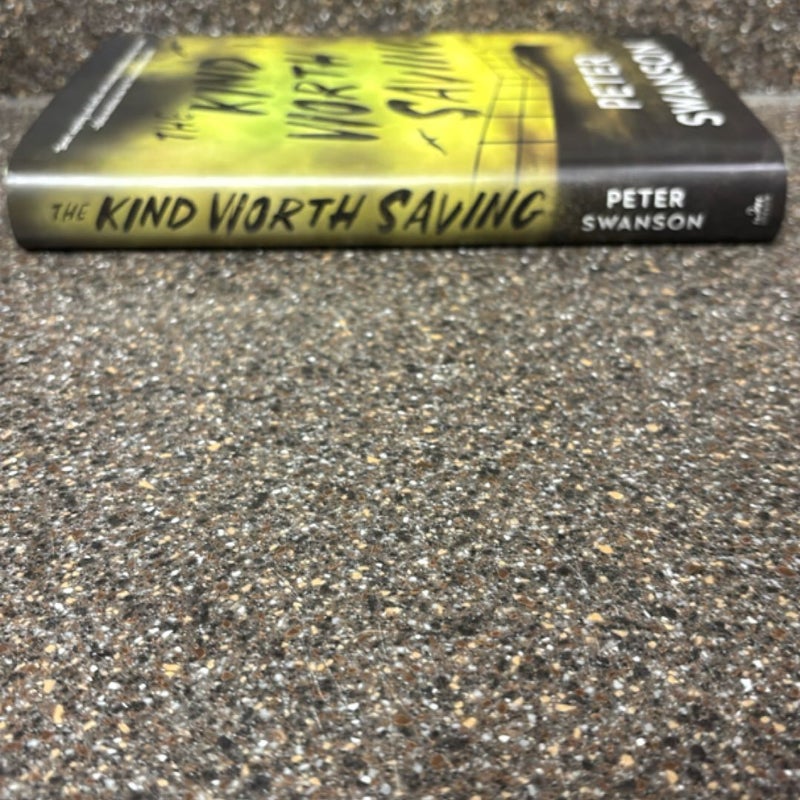 THE KIND
WORTH
SAVING
PETER
SWANSON
THE KIND WORTH SAVING
PETER
SWANSON